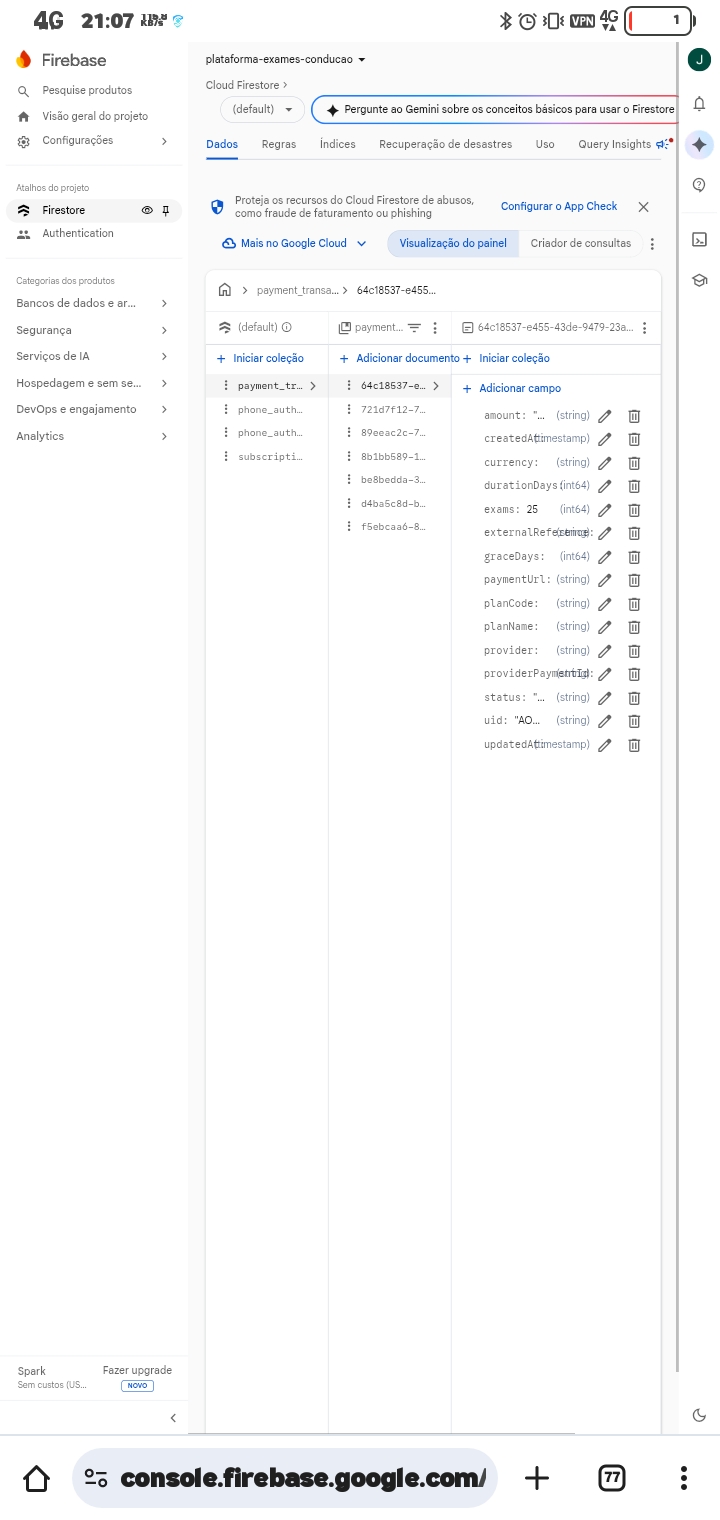 4G 21:07 115,8 KB/s VPN 4G 1
Firebase
Pesquise produtos
Visão geral do projeto
Configurações
Atalhos do projeto
Firestore
Authentication
Categorias dos produtos
Bancos de dados e ar...
Segurança
Serviços de IA
Hospedagem e sem se...
DevOps e engajamento
Analytics
Spark
Sem custos (US...
Fazer upgrade
NOVO
plataforma-exames-conducao
J
Cloud Firestore
(default)
Pergunte ao Gemini sobre os conceitos básicos para usar o Firestore
Dados Regras Índices Recuperação de desastres Uso Query Insights
Proteja os recursos do Cloud Firestore de abusos,
como fraude de faturamento ou phishing
Configurar o App Check
Mais no Google Cloud
Visualização do painel
Criador de consultas
payment_transa... 64c18537-e455...
(default)
Iniciar coleção
payment_tr...
phone_auth...
phone_auth...
subscripti...
payment...
Adicionar documento
64c18537-e...
721d7f12-7...
89eeac2c-7...
8b1bb589-1...
be8bedda-3...
d4ba5c8d-b...
f5ebcaa6-8...
64c18537-e455-43de-9479-23a...
Iniciar coleção
Adicionar campo
amount: "... (string)
createdAt: (timestamp)
currency: (string)
durationDays: (int64)
exams: 25 (int64)
externalReference: (string)
graceDays: (int64)
paymentUrl: (string)
planCode: (string)
planName: (string)
provider: (string)
providerPaymentId: (string)
status: "... (string)
uid: "AO... (string)
updatedAt: (timestamp)
console.firebase.google.com/
77